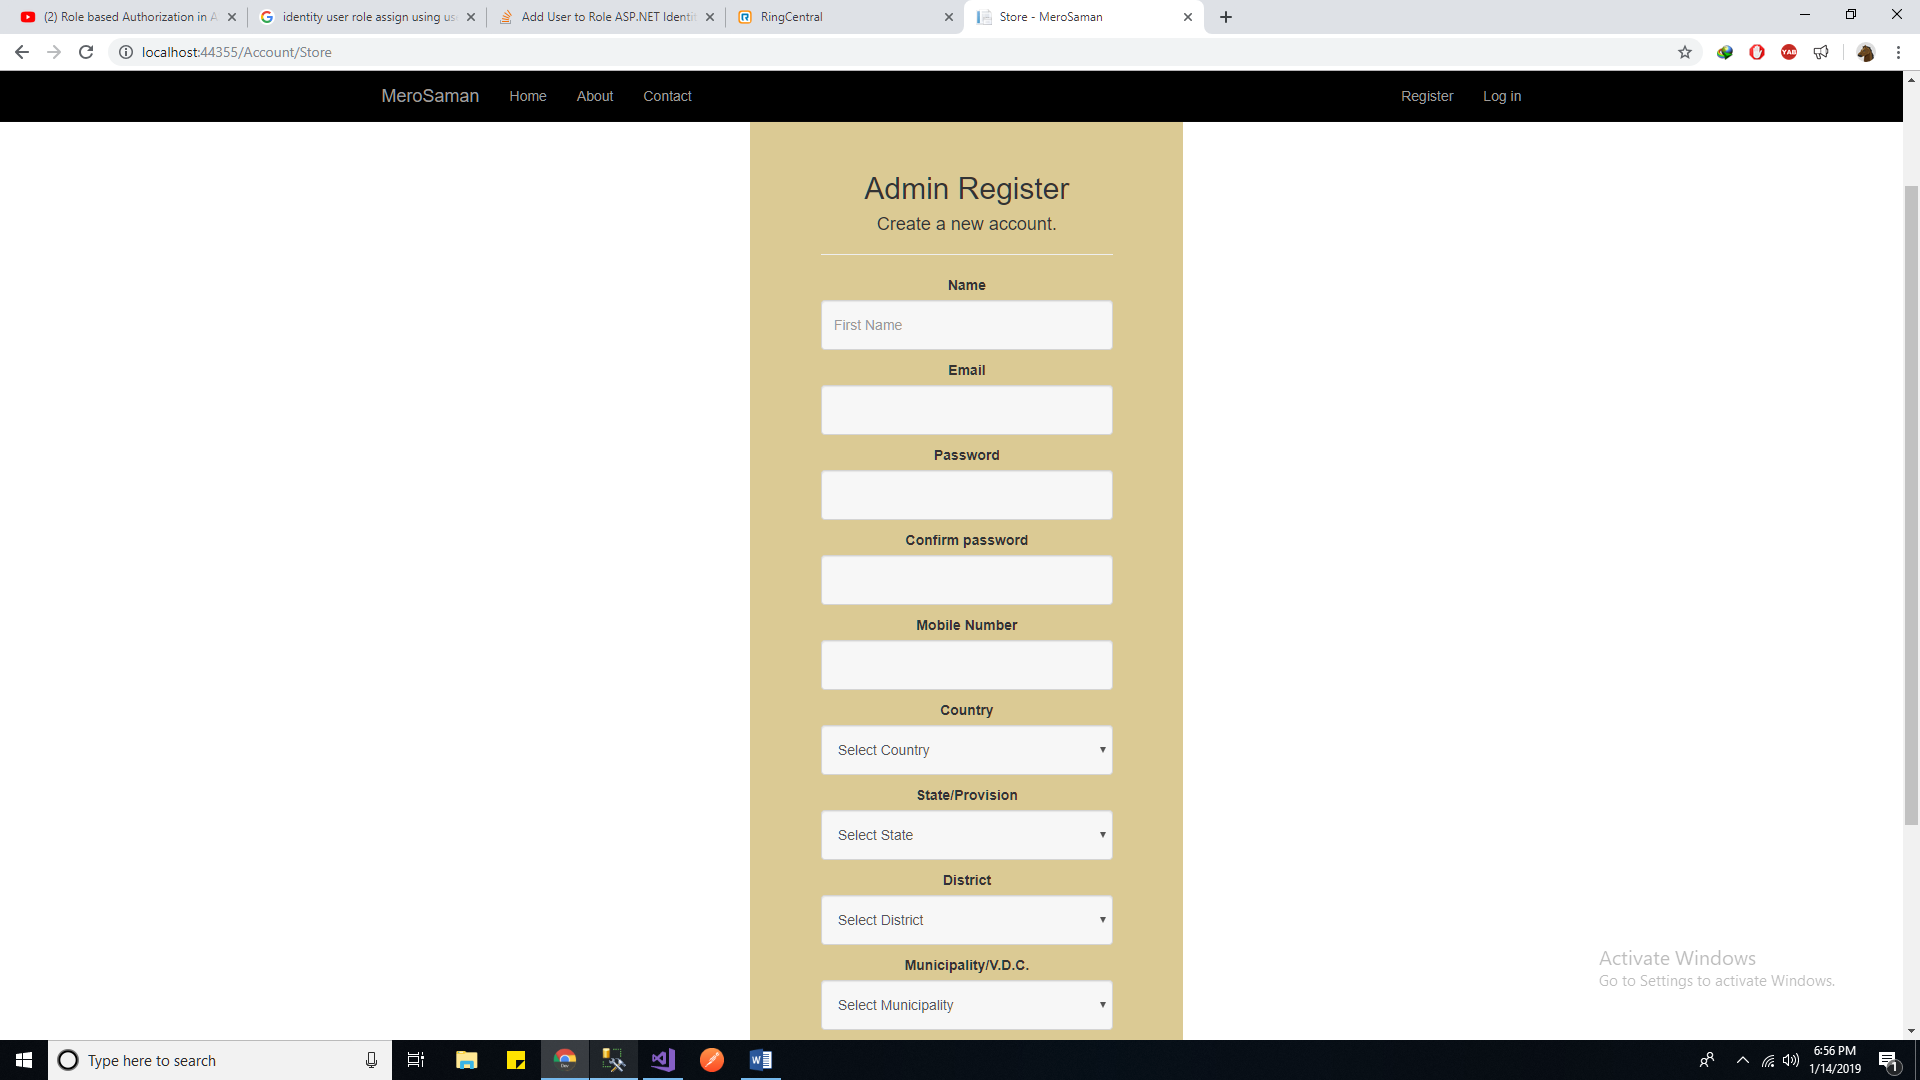 (2) Role based Authorization in A
identity user role assign using us
Add User to Role ASP.NET Identi
RingCentral
Store - MeroSaman
localhost:44355/Account/Store
YAB
MeroSaman
Home
About
Contact
Register
Log in
Admin Register
Create a new account.
Name
First Name
Email
Password
Confirm password
Mobile Number
Country
Select Country
State/Provision
Select State
District
Select District
Municipality/V.D.C.
Select Municipality
Activate Windows
Go to Settings to activate Windows.
Type here to search
6:56 PM
1/14/2019
1